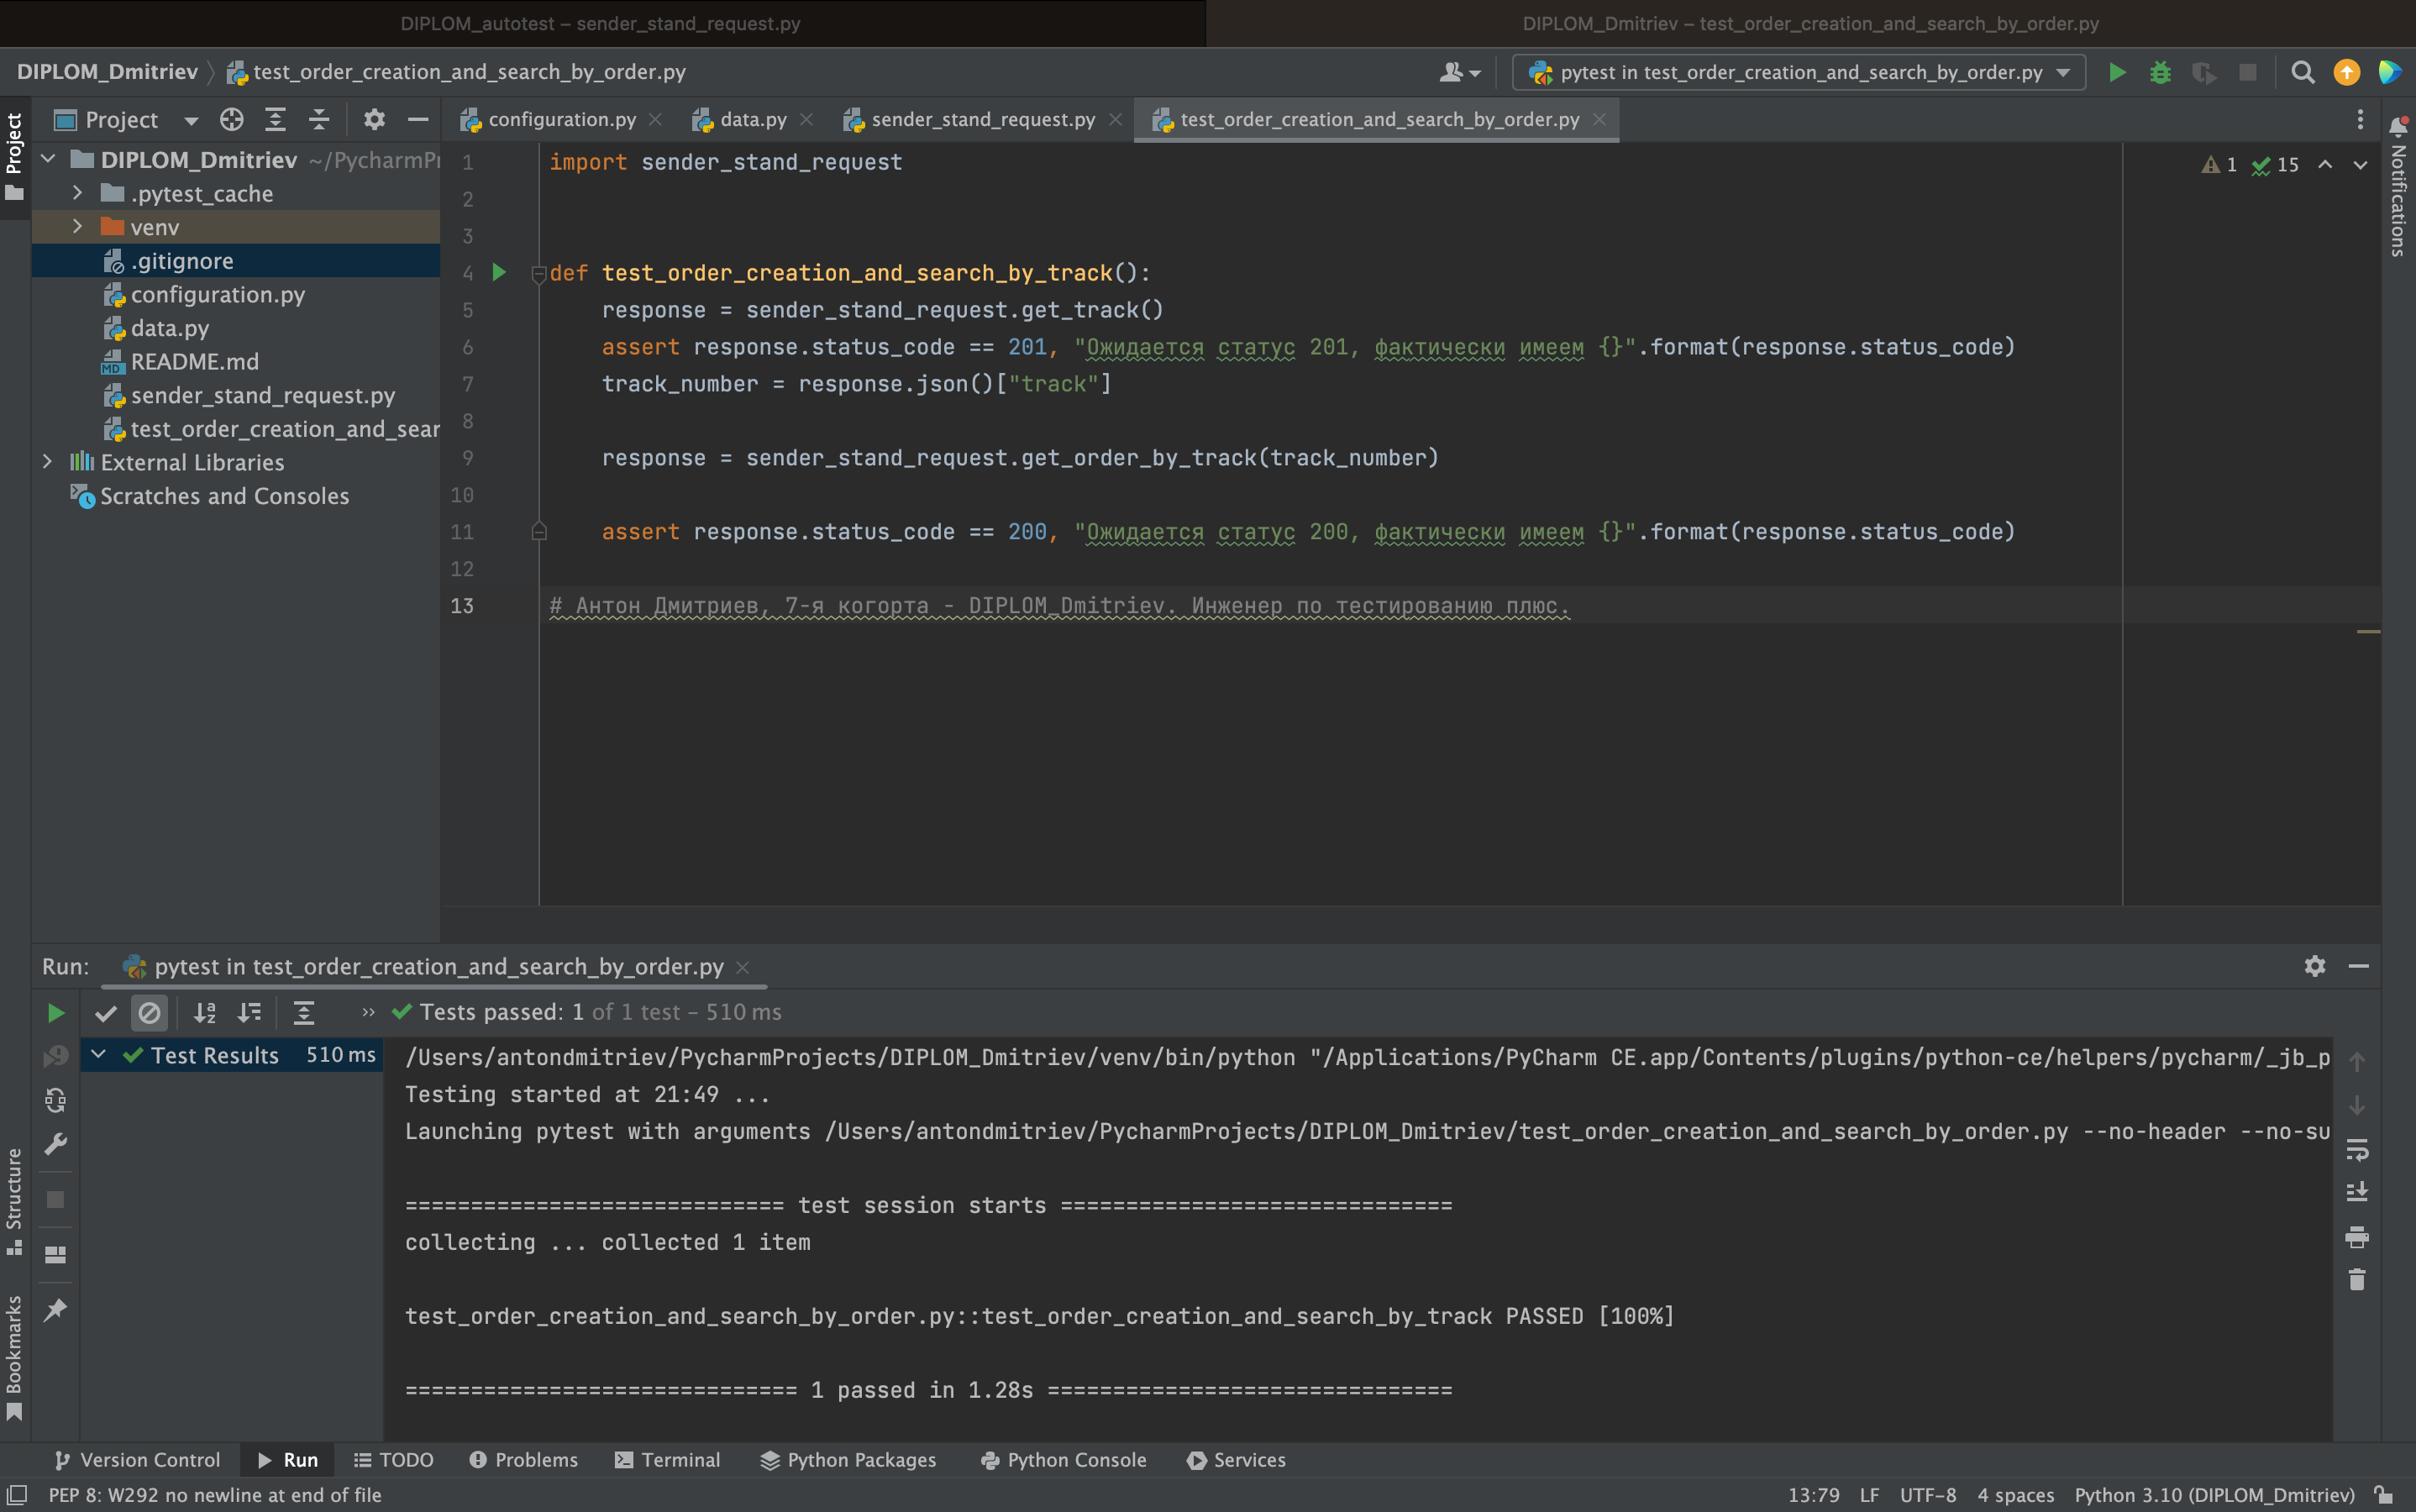 DIPLOM_autotest – sender_stand_request.py
DIPLOM_Dmitriev – test_order_creation_and_search_by_order.py
DIPLOM_Dmitriev
test_order_creation_and_search_by_order.py
pytest in test_order_creation_and_search_by_order.py
Project
Project
configuration.py
data.py
sender_stand_request.py
test_order_creation_and_search_by_order.py
Notifications
DIPLOM_Dmitriev ~/PycharmPr
.pytest_cache
venv
.gitignore
configuration.py
data.py
README.md
sender_stand_request.py
test_order_creation_and_sear
External Libraries
Scratches and Consoles
1 15
1 import sender_stand_request
2
3
4 def test_order_creation_and_search_by_track():
5 response = sender_stand_request.get_track()
6 assert response.status_code == 201, "Ожидается статус 201, фактически имеем {}".format(response.status_code)
7 track_number = response.json()["track"]
8
9 response = sender_stand_request.get_order_by_track(track_number)
10
11 assert response.status_code == 200, "Ожидается статус 200, фактически имеем {}".format(response.status_code)
12
13 # Антон Дмитриев, 7-я когорта - DIPLOM_Dmitriev. Инженер по тестированию плюс.
Run: pytest in test_order_creation_and_search_by_order.py
Tests passed: 1 of 1 test – 510 ms
Test Results 510 ms
/Users/antondmitriev/PycharmProjects/DIPLOM_Dmitriev/venv/bin/python "/Applications/PyCharm CE.app/Contents/plugins/python-ce/helpers/pycharm/_jb_p
Testing started at 21:49 ...
Launching pytest with arguments /Users/antondmitriev/PycharmProjects/DIPLOM_Dmitriev/test_order_creation_and_search_by_order.py --no-header --no-su
============================= test session starts ==============================
collecting ... collected 1 item
test_order_creation_and_search_by_order.py::test_order_creation_and_search_by_track PASSED [100%]
============================== 1 passed in 1.28s ===============================
Structure
Bookmarks
Version Control
Run
TODO
Problems
Terminal
Python Packages
Python Console
Services
PEP 8: W292 no newline at end of file
13:79 LF UTF-8 4 spaces Python 3.10 (DIPLOM_Dmitriev)